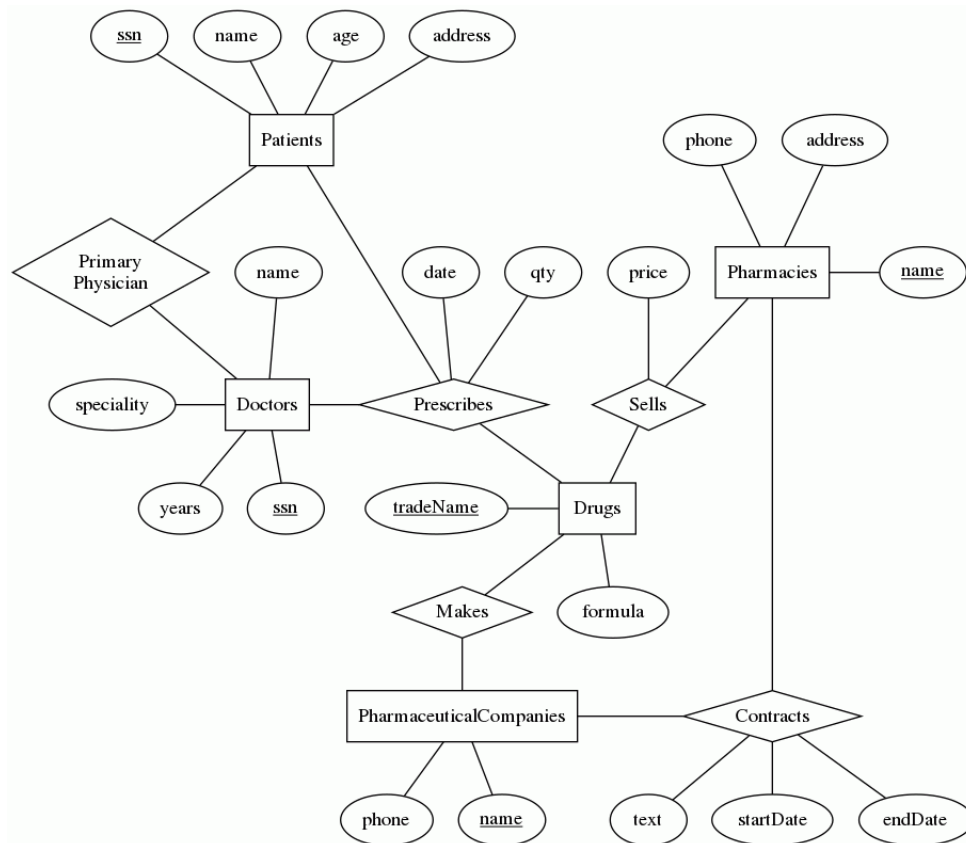 ssn
name
age
address
Patients
phone
address
Primary
Physician
name
date
qty
price
Pharmacies
name
speciality
Doctors
Prescribes
Sells
years
ssn
tradeName
Drugs
Makes
formula
PharmaceuticalCompanies
Contracts
phone
name
text
startDate
endDate